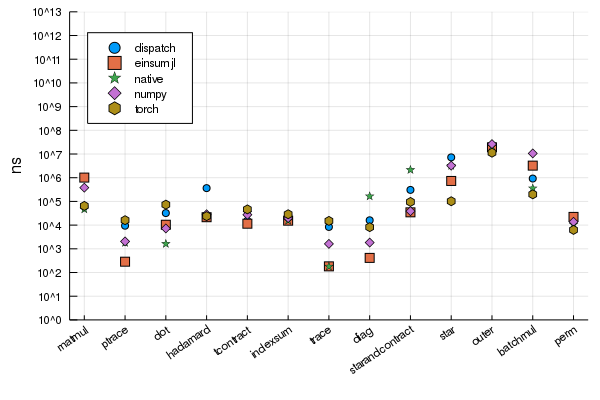 10^13
10^12
10^11
10^10
10^9
10^8
10^7
10^6
10^5
10^4
10^3
10^2
10^1
10^0
ns
dispatch
einsum jl
native
numpy
torch
matmul
ptrace
dot
hadamard
tcontract
indexsum
trace
diag
starandcontract
star
outer
batchmul
perm